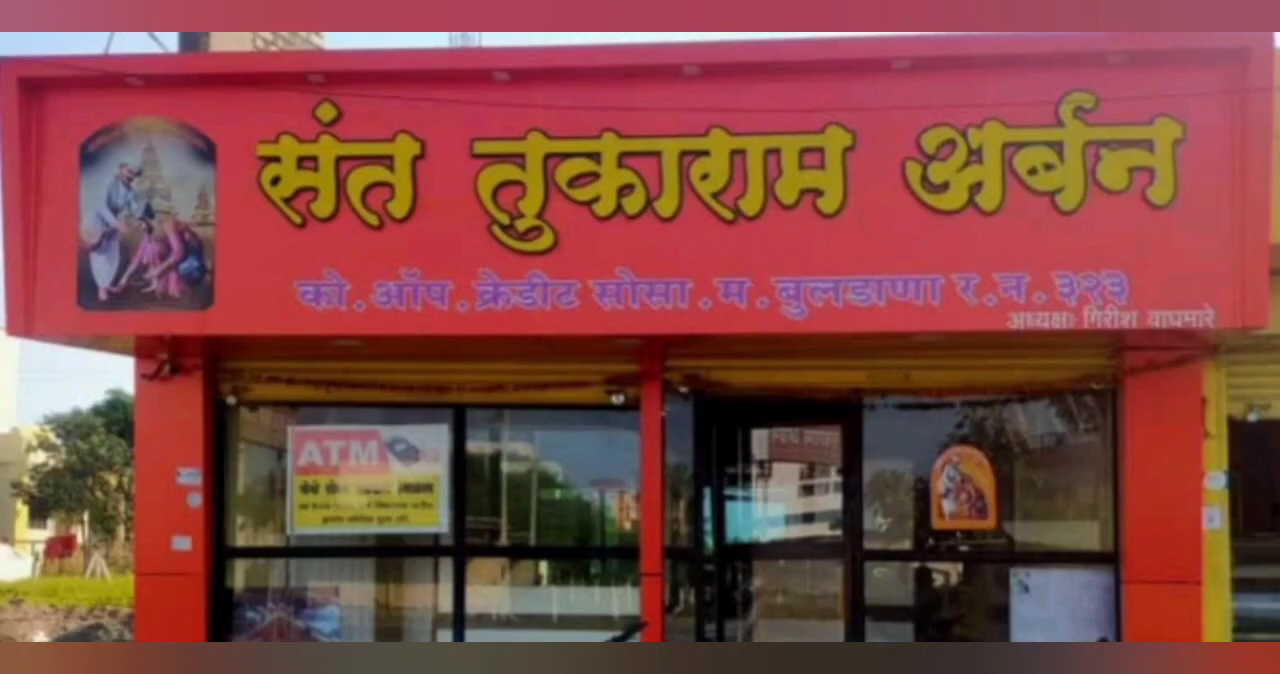 संत तुकाराम अर्बन
को.ऑप.क्रेडीट सोसा.म.बुलडाणा र.न.३२३
अध्यक्षः गिरीश वाघमारे
ATM